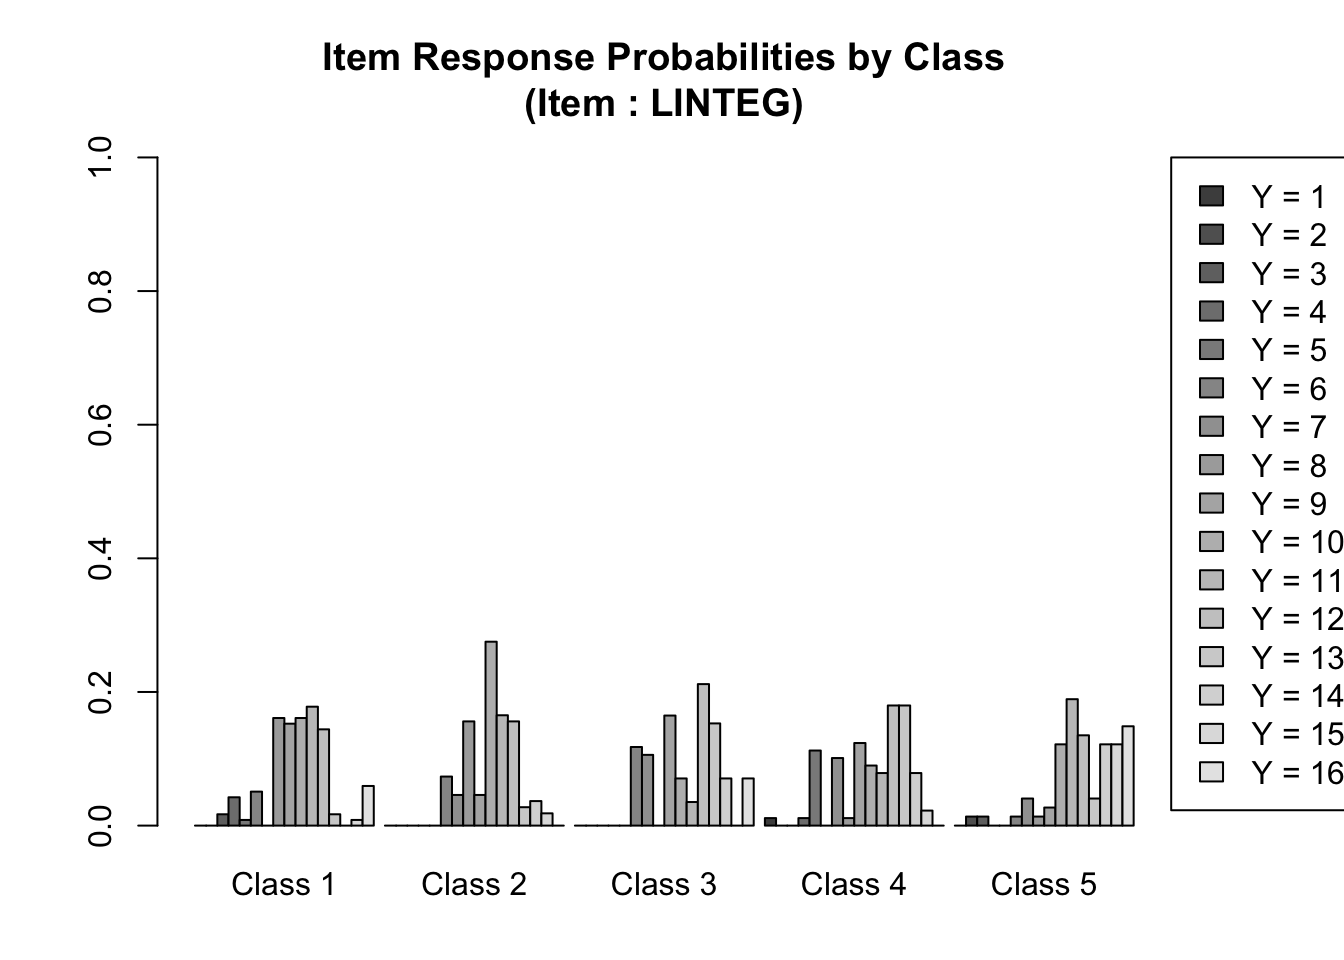 Item Response Probabilities by Class
(Item : LINTEG)
1.0
0.8
0.6
0.4
0.2
0.0
Class 1
Class 2
Class 3
Class 4
Class 5
Y = 1
Y = 2
Y = 3
Y = 4
Y = 5
Y = 6
Y = 7
Y = 8
Y = 9
Y = 10
Y = 11
Y = 12
Y = 13
Y = 14
Y = 15
Y = 16